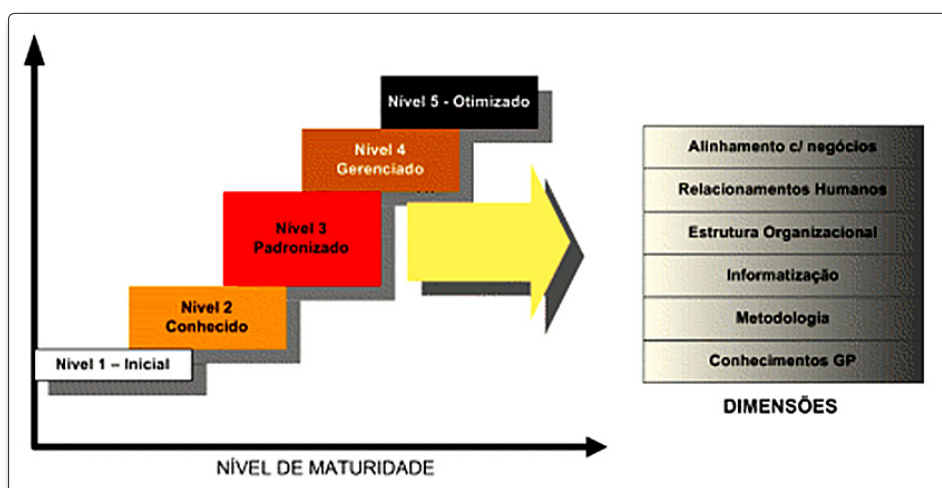 Nível 5 - Otimizado
Nível 4
Gerenciado
Nível 3
Padronizado
Nível 2
Conhecido
Nível 1 – Inicial
NÍVEL DE MATURIDADE
Alinhamento c/ negócios
Relacionamentos Humanos
Estrutura Organizacional
Informatização
Metodologia
Conhecimentos GP
DIMENSÕES